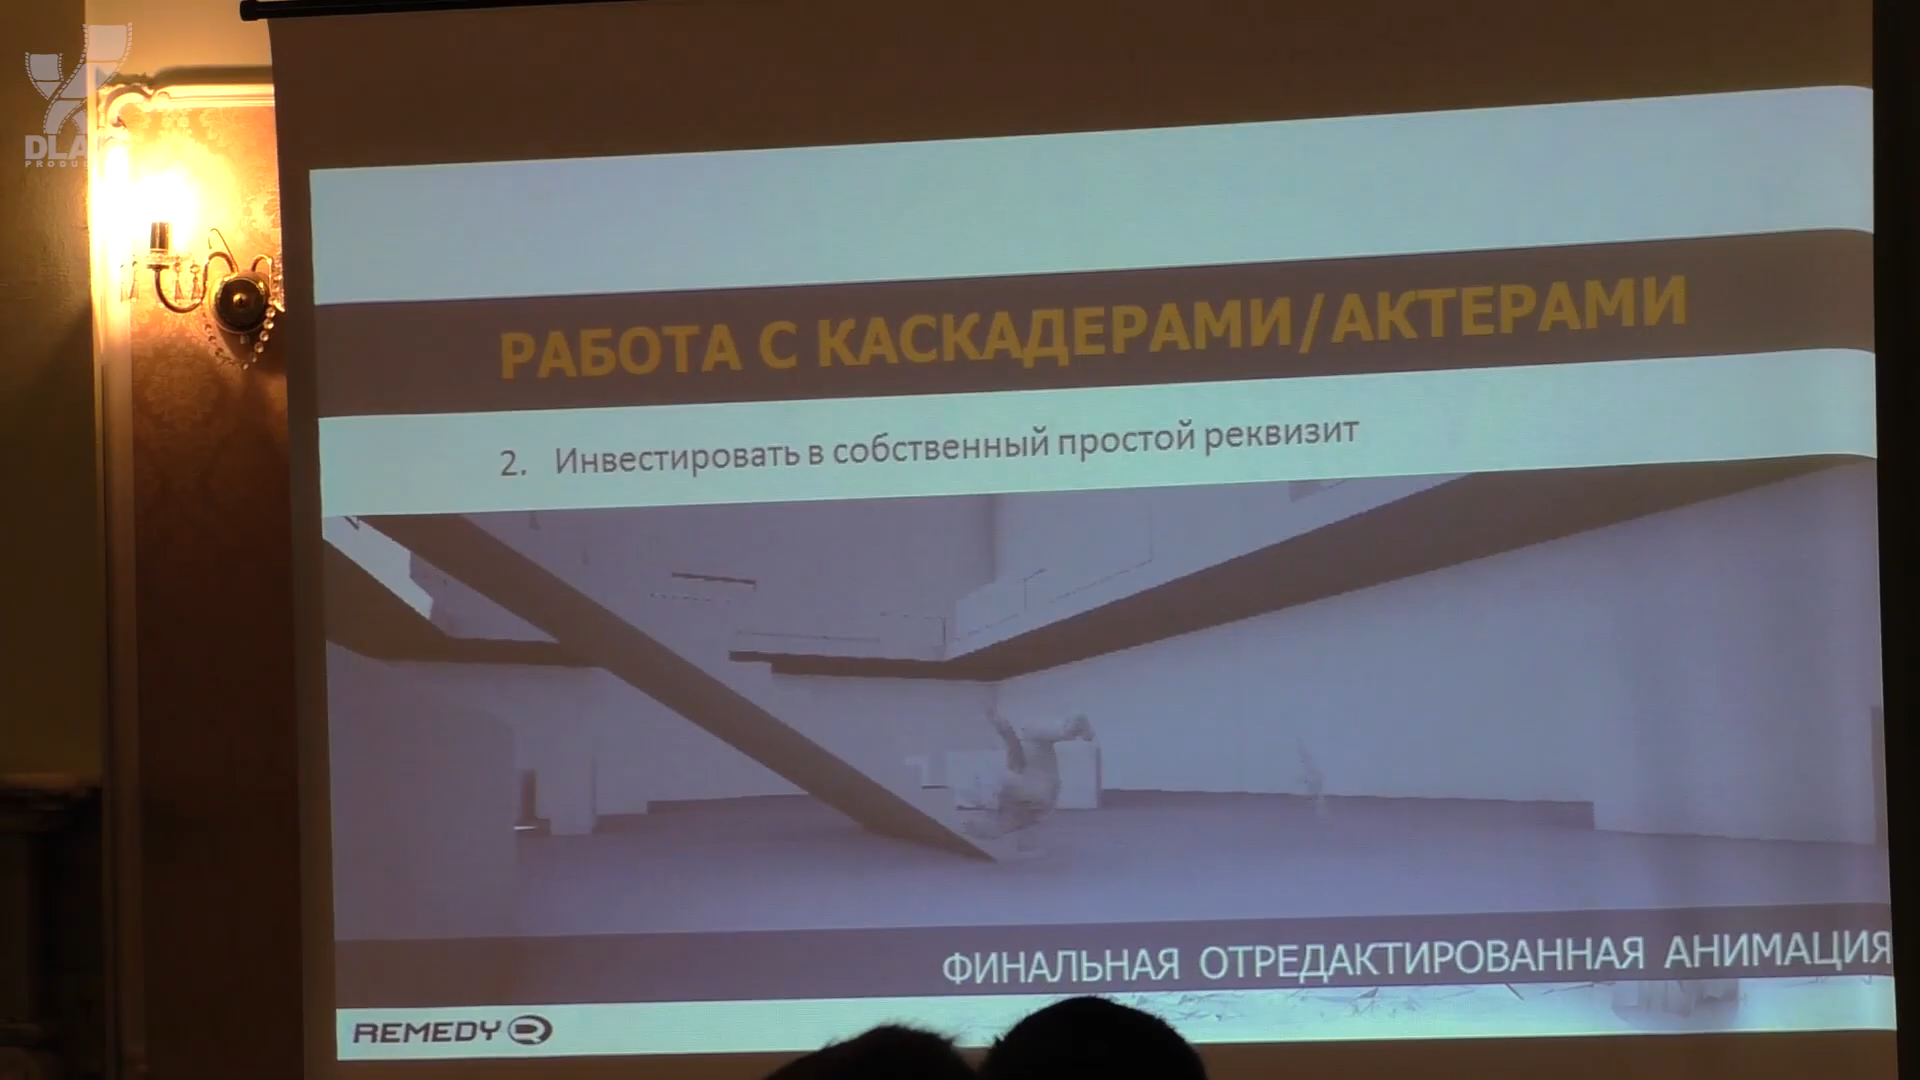 DLA
РАБОТА С КАСКАДЕРАМИ/АКТЕРАМИ
2. Инвестировать в собственный простой реквизит
ФИНАЛЬНАЯ ОТРЕДАКТИРОВАННАЯ АНИМАЦИЯ
REMEDY